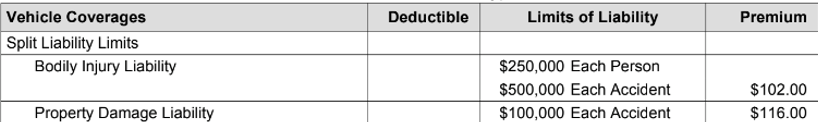 Vehicle Coverages Deductible Limits of Liability Premium
Split Liability Limits
Bodily Injury Liability $250,000 Each Person
$500,000 Each Accident $102.00
Property Damage Liability $100,000 Each Accident $116.00